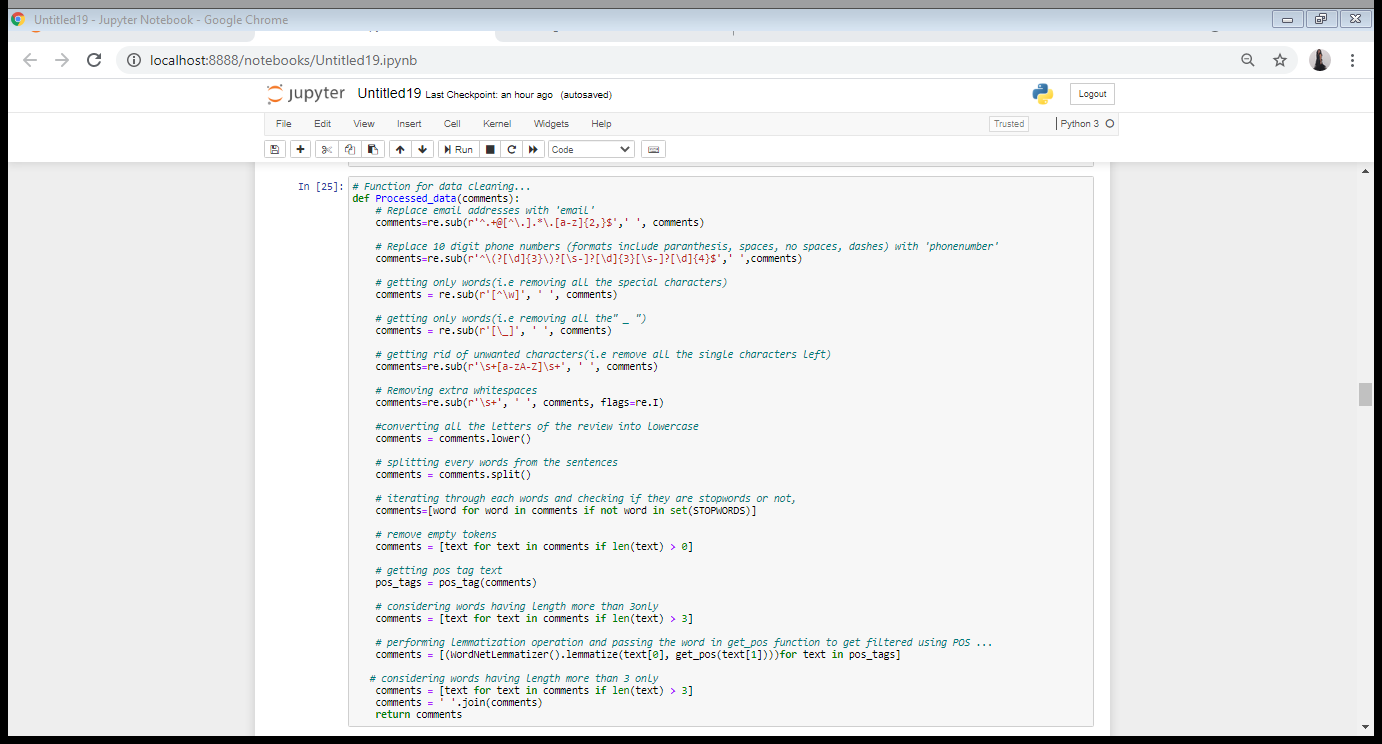 Untitled19 - Jupyter Notebook - Google Chrome
localhost:8888/notebooks/Untitled19.ipynb
jupyter Untitled19 Last Checkpoint: an hour ago (autosaved) Logout
File Edit View Insert Cell Kernel Widgets Help Trusted Python 3
Run Code
In [25]: # Function for data cleaning...
def Processed_data(comments):
# Replace email addresses with 'email'
comments=re.sub(r'^.+@[^\.].*\.[a-z]{2,}$',' ', comments)
# Replace 10 digit phone numbers (formats include paranthesis, spaces, no spaces, dashes) with 'phonenumber'
comments=re.sub(r'^\(?[\d]{3}\)?[\s-]?[\d]{3}[\s-]?[\d]{4}$',' ',comments)
# getting only words(i.e removing all the special characters)
comments = re.sub(r'[^\w]', ' ', comments)
# getting only words(i.e removing all the" _ ")
comments = re.sub(r'[\_]', ' ', comments)
# getting rid of unwanted characters(i.e remove all the single characters left)
comments=re.sub(r'\s+[a-zA-Z]\s+', ' ', comments)
# Removing extra whitespaces
comments=re.sub(r'\s+', ' ', comments, flags=re.I)
#converting all the letters of the review into lowercase
comments = comments.lower()
# splitting every words from the sentences
comments = comments.split()
# iterating through each words and checking if they are stopwords or not,
comments=[word for word in comments if not word in set(STOPWORDS)]
# remove empty tokens
comments = [text for text in comments if len(text) > 0]
# getting pos tag text
pos_tags = pos_tag(comments)
# considering words having length more than 3only
comments = [text for text in comments if len(text) > 3]
# performing lemmatization operation and passing the word in get_pos function to get filtered using POS ...
comments = [(WordNetLemmatizer().lemmatize(text[0], get_pos(text[1])))for text in pos_tags]
# considering words having length more than 3 only
comments = [text for text in comments if len(text) > 3]
comments = ' '.join(comments)
return comments